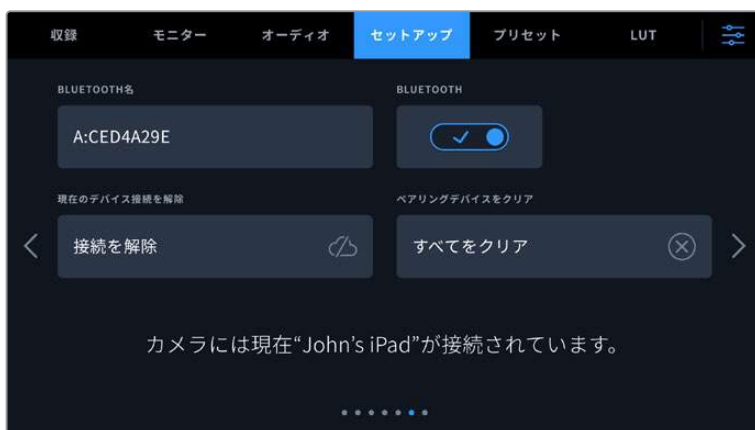 収録 モニター オーディオ セットアップ プリセット LUT
BLUETOOTH名 BLUETOOTH
A:CED4A29E
現在のデバイス接続を解除 ペアリングデバイスをクリア
接続を解除 すべてをクリア
カメラには現在“John’s iPad”が接続されています。